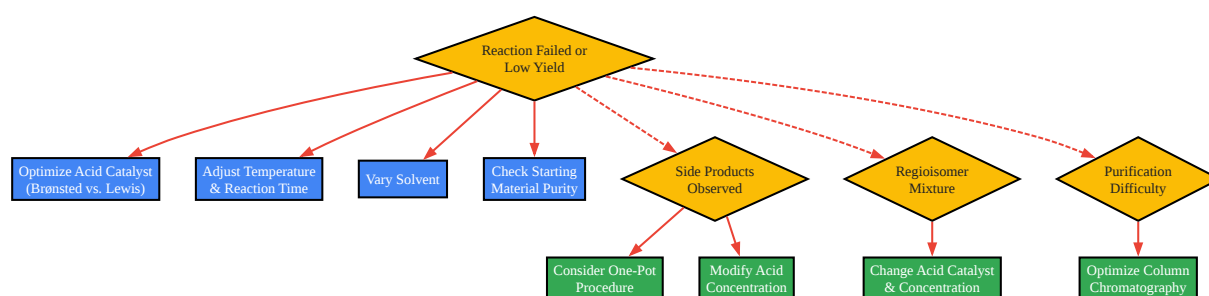 Reaction Failed or
Low Yield
Optimize Acid Catalyst
(Brønsted vs. Lewis)
Adjust Temperature
& Reaction Time
Vary Solvent
Check Starting
Material Purity
Side Products
Observed
Regioisomer
Mixture
Purification
Difficulty
Consider One-Pot
Procedure
Modify Acid
Concentration
Change Acid Catalyst
& Concentration
Optimize Column
Chromatography